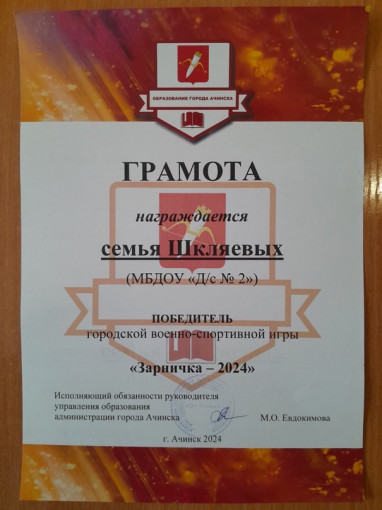 ОБРАЗОВАНИЕ ГОРОДА АЧИНСКА
ГРАМОТА
награждается
семья Шкляевых
(МБДОУ «Д/с № 2»)
ПОБЕДИТЕЛЬ
городской военно-спортивной игры
«Зарничка – 2024»
Исполняющий обязанности руководителя
управления образования
администрации города Ачинска
М.О. Евдокимова
г. Ачинск 2024